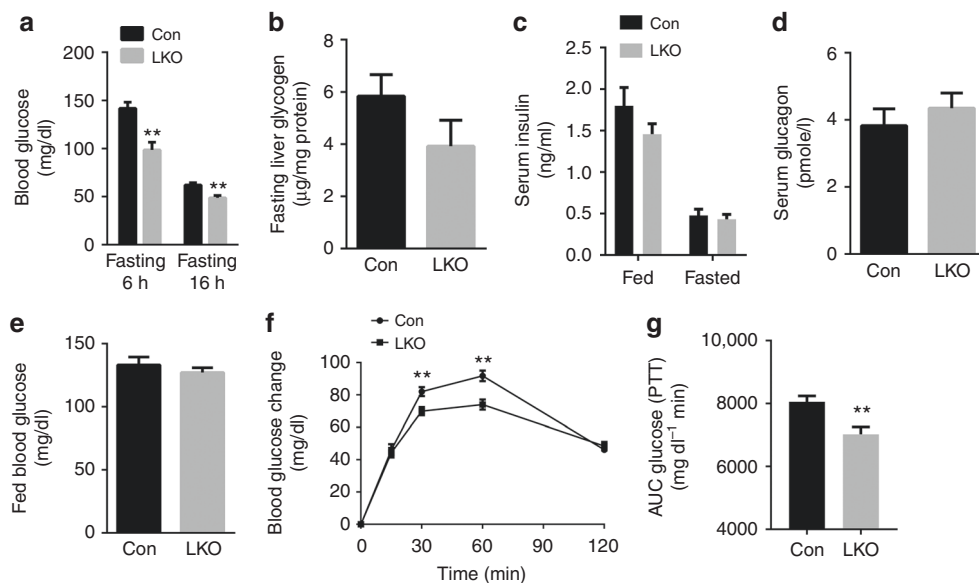 a
Con
LKO
Blood glucose
(mg/dl)
200
150
100
50
0
**
**
Fasting
6 h
Fasting
16 h
b
Fasting liver glycogen
(µg/mg protein)
8
6
4
2
0
Con
LKO
c
Con
LKO
Serum insulin
(ng/ml)
2.5
2.0
1.5
1.0
0.5
0.0
Fed
Fasted
d
Serum glucagon
(pmole/l)
6
4
2
0
Con
LKO
e
Fed blood glucose
(mg/dl)
150
100
50
0
Con
LKO
f
Con
LKO
Blood glucose change
(mg/dl)
100
80
60
40
20
0
**
**
0
30
60
90
120
Time (min)
g
AUC glucose (PTT)
(mg dl⁻¹ min)
10,000
8000
6000
4000
**
Con
LKO